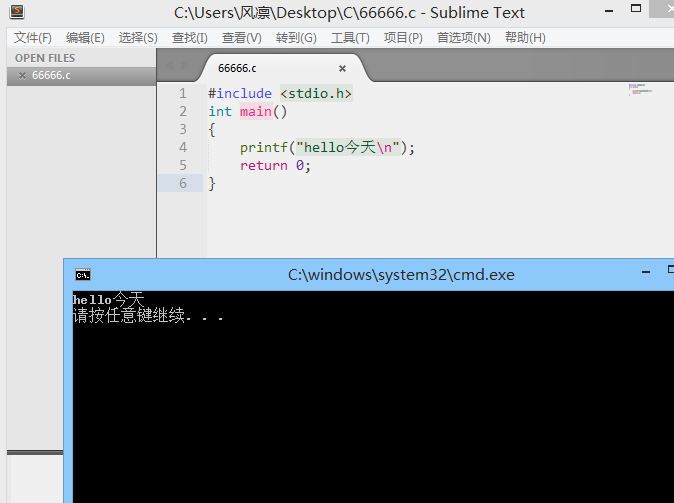 C:\Users\风凛\Desktop\C\66666.c - Sublime Text
文件(F) 编辑(E) 选择(S) 查找(I) 查看(V) 转到(G) 工具(T) 项目(P) 首选项(N) 帮助(H)
OPEN FILES
66666.c
66666.c
1 #include <stdio.h>
2 int main()
3 {
4 printf("hello今天\n");
5 return 0;
6 }
C:\windows\system32\cmd.exe
hello今天
请按任意键继续. . .